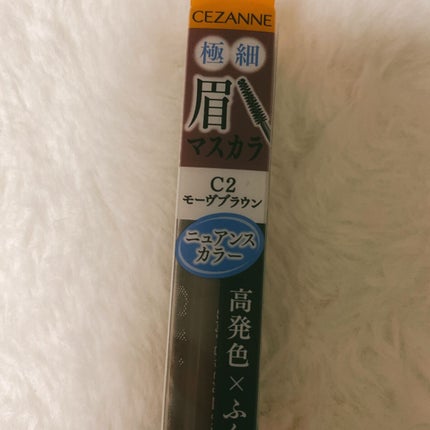 CEZANNE
極細
眉
マスカラ
C2
モーヴブラウン
ニュアンス
カラー
高発色×ふ